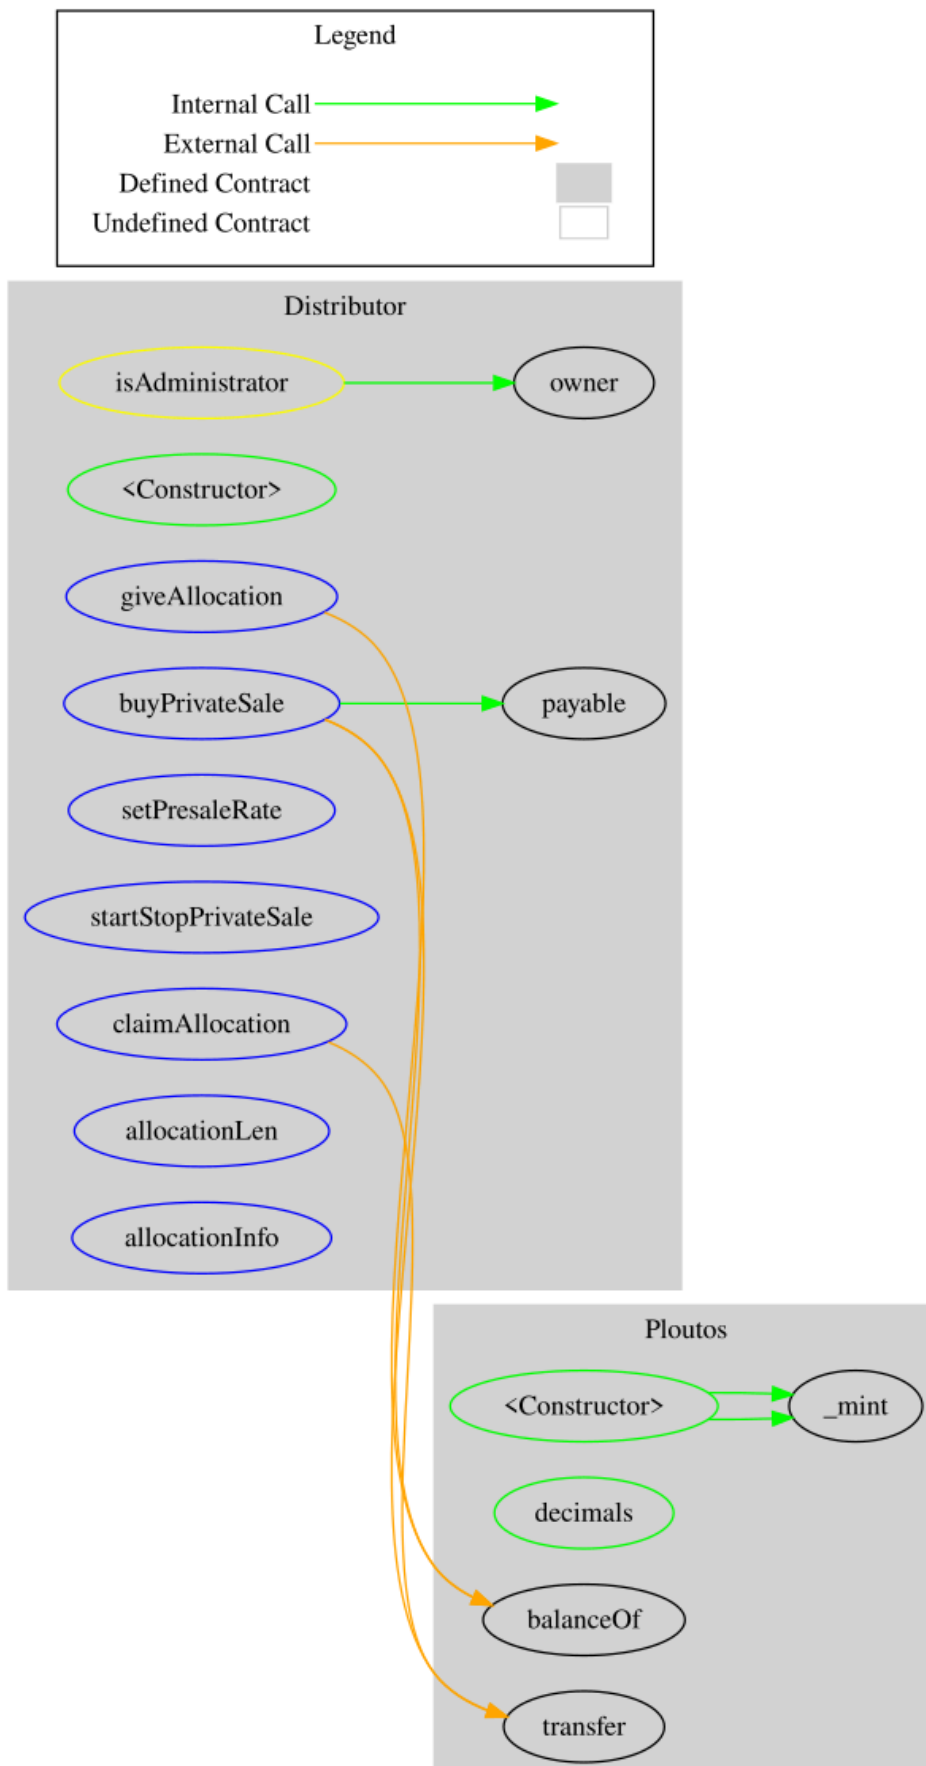 Legend
Internal Call
External Call
Defined Contract
Undefined Contract
Distributor
isAdministrator
owner
<Constructor>
giveAllocation
buyPrivateSale
payable
setPresaleRate
startStopPrivateSale
claimAllocation
allocationLen
allocationInfo
Ploutos
<Constructor>
_mint
decimals
balanceOf
transfer